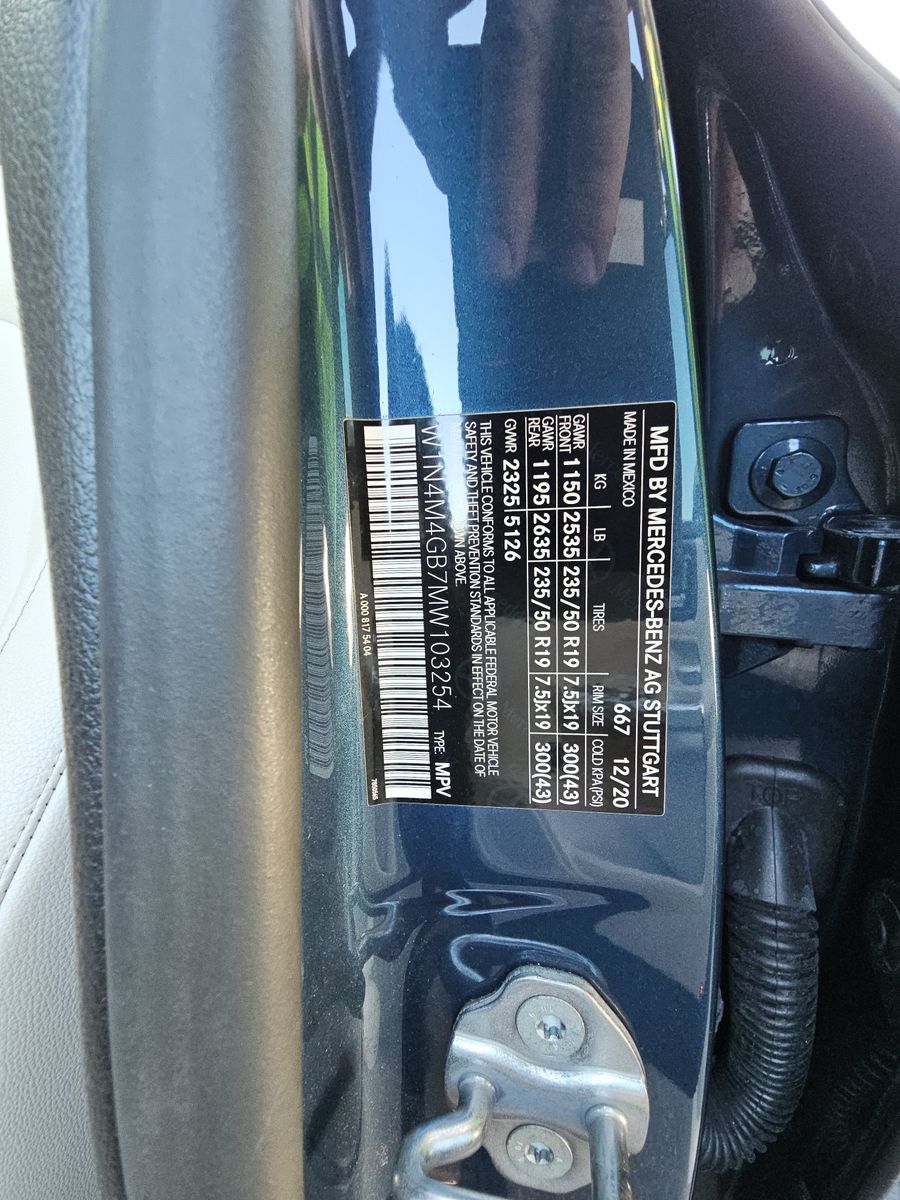 MFD BY MERCEDES-BENZ AG STUTTGART
MADE IN MEXICO 667 12/20
KG LB TIRES RIM SIZE COLD KPA(PSI)
GAWR FRONT 1150 2535 235/50 R19 7.5Jx19 300(43)
GAWR REAR 1195 2635 235/50 R19 7.5Jx19 300(43)
GVWR 2325 5126
THIS VEHICLE CONFORMS TO ALL APPLICABLE FEDERAL MOTOR VEHICLE
SAFETY AND THEFT PREVENTION STANDARDS IN EFFECT ON THE DATE OF
SHOWN ABOVE.
W1N4M4GB7MW103254 TYPE: MPV
A 000 817 54 04
TOP